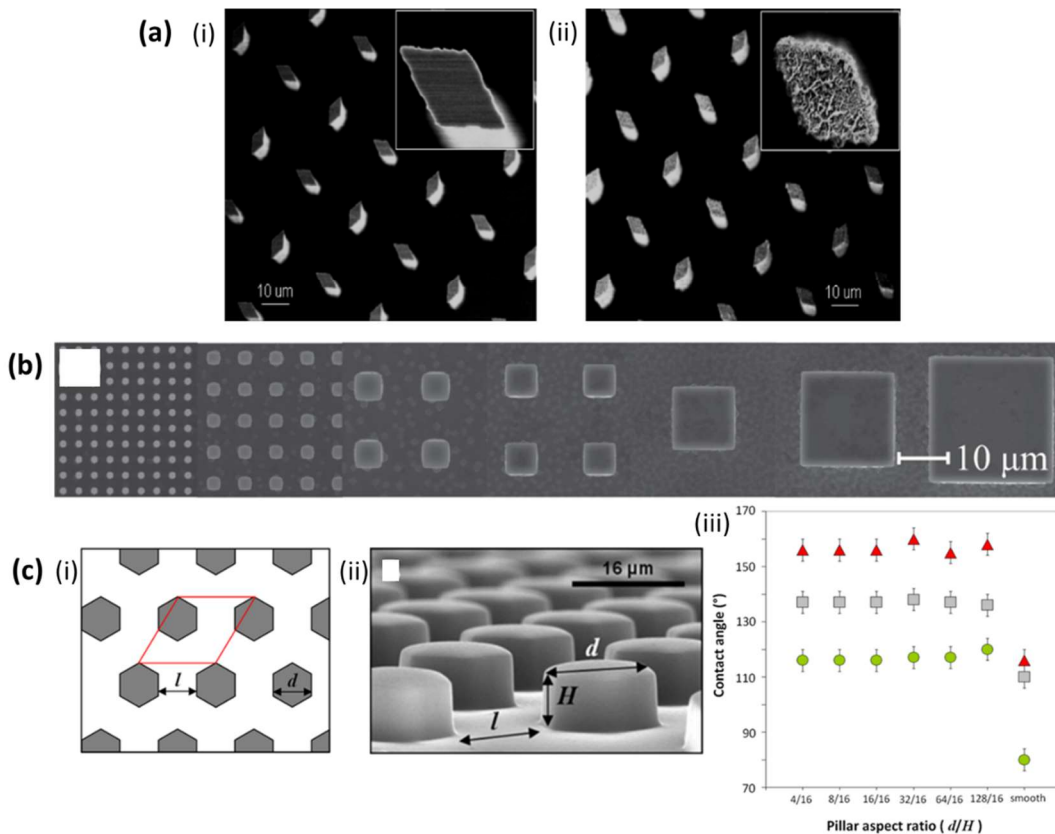 (a) (i)
(ii)
10 um
10 um
(b)
10 μm
(c) (i)
l
d
(ii)
16 μm
d
H
l
(iii)
170
150
130
110
90
70
Contact angle (°)
4/16 8/16 16/16 32/16 64/16 128/16 smooth
Pillar aspect ratio ( d/H )